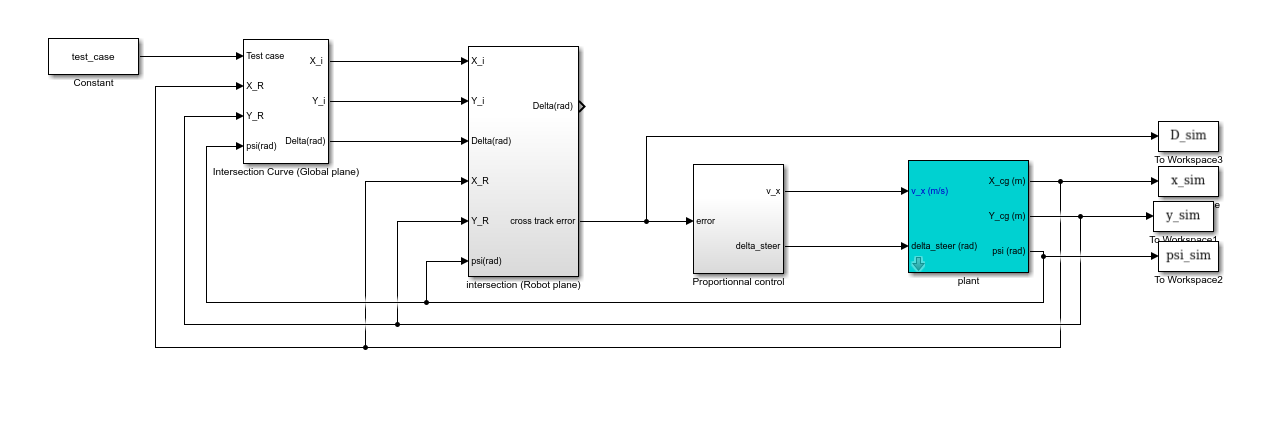 test_case
Constant
Test case
X_R
Y_R
psi(rad)
X_i
Y_i
Delta(rad)
Intersection Curve (Global plane)
X_i
Y_i
Delta(rad)
X_R
Y_R
psi(rad)
Delta(rad)
cross track error
intersection (Robot plane)
error
v_x
delta_steer
Proportionnal control
v_x (m/s)
delta_steer (rad)
X_cg (m)
Y_cg (m)
psi (rad)
plant
D_sim
To Workspace3
x_sim
y_sim
To Workspace1
psi_sim
To Workspace2